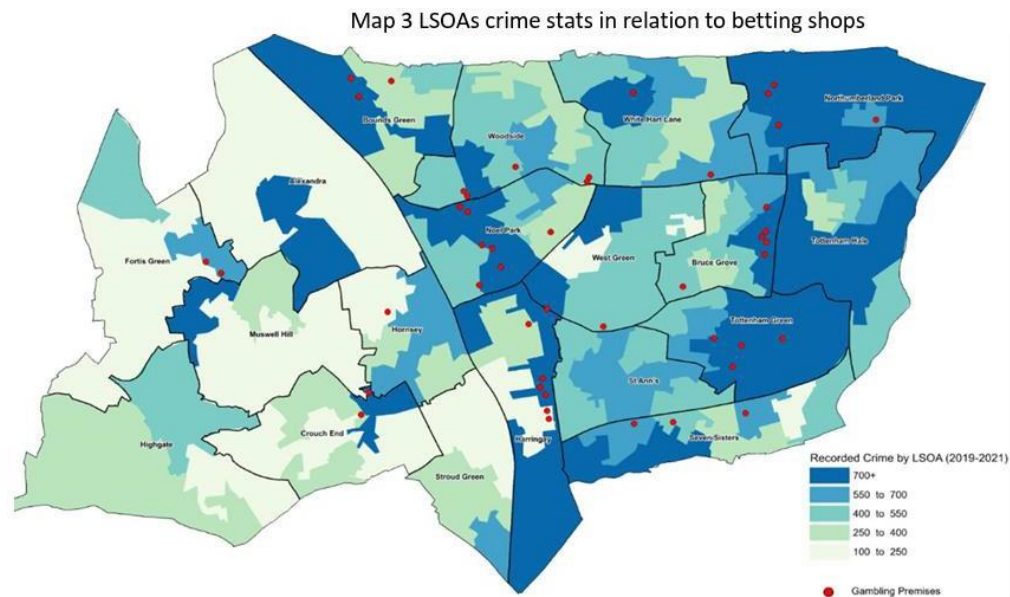 Map 3 LSOAs crime stats in relation to betting shops
Northumberland Park
Bounds Green
White Hart Lane
Woodside
Alexandra
Noel Park
Tottenham Hale
Fortis Green
West Green
Bruce Grove
Tottenham Green
Hornsey
Muswell Hill
St Ann's
Crouch End
Harringay
Seven Sisters
Highgate
Stroud Green
Recorded Crime by LSOA (2019-2021)
700+
550 to 700
400 to 550
250 to 400
100 to 250
Gambling Premises